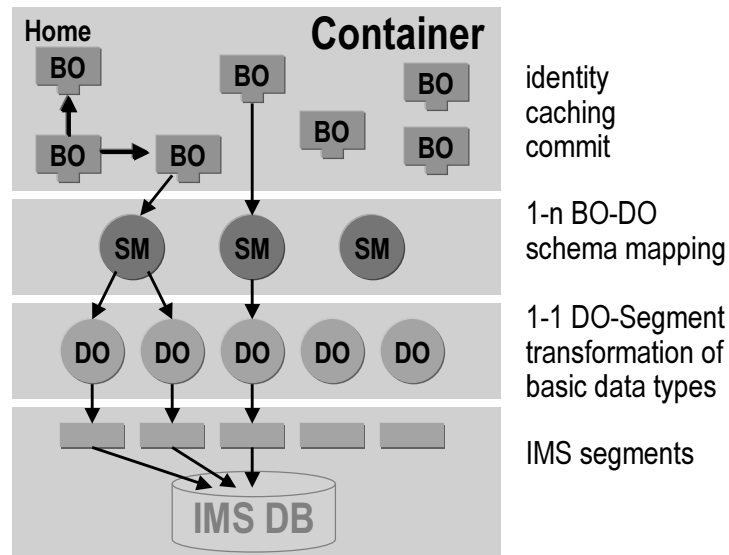 Home
Container
BO
BO
BO
BO
BO
BO
BO
identity
caching
commit
SM
SM
SM
1-n BO-DO
schema mapping
DO
DO
DO
DO
DO
1-1 DO-Segment
transformation of
basic data types
IMS segments
IMS DB